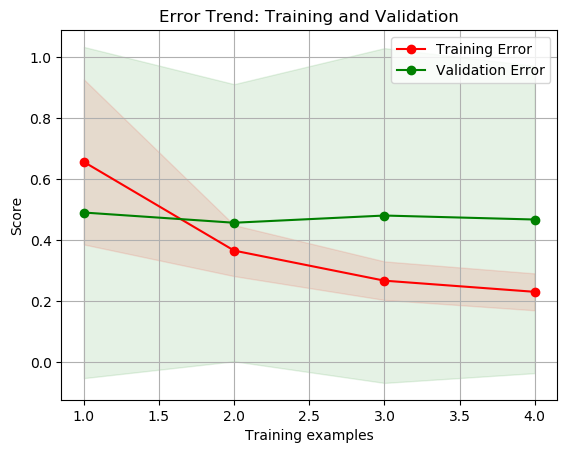 Error Trend: Training and Validation
Training Error
Validation Error
Score
1.0
0.8
0.6
0.4
0.2
0.0
1.0 1.5 2.0 2.5 3.0 3.5 4.0
Training examples